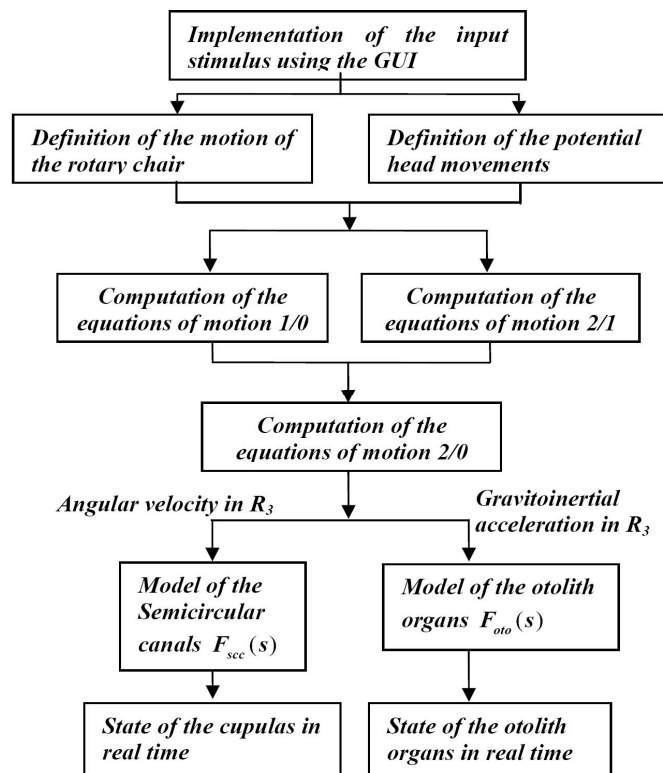 Implementation of the input
stimulus using the GUI
Definition of the motion of
the rotary chair
Definition of the potential
head movements
Computation of the
equations of motion 1/0
Computation of the
equations of motion 2/1
Computation of the
equations of motion 2/0
Angular velocity in R₃
Gravitoinertial
acceleration in R₃
Model of the
Semicircular
canals F_scc(s)
Model of the otolith
organs F_oto(s)
State of the cupulas in
real time
State of the otolith
organs in real time